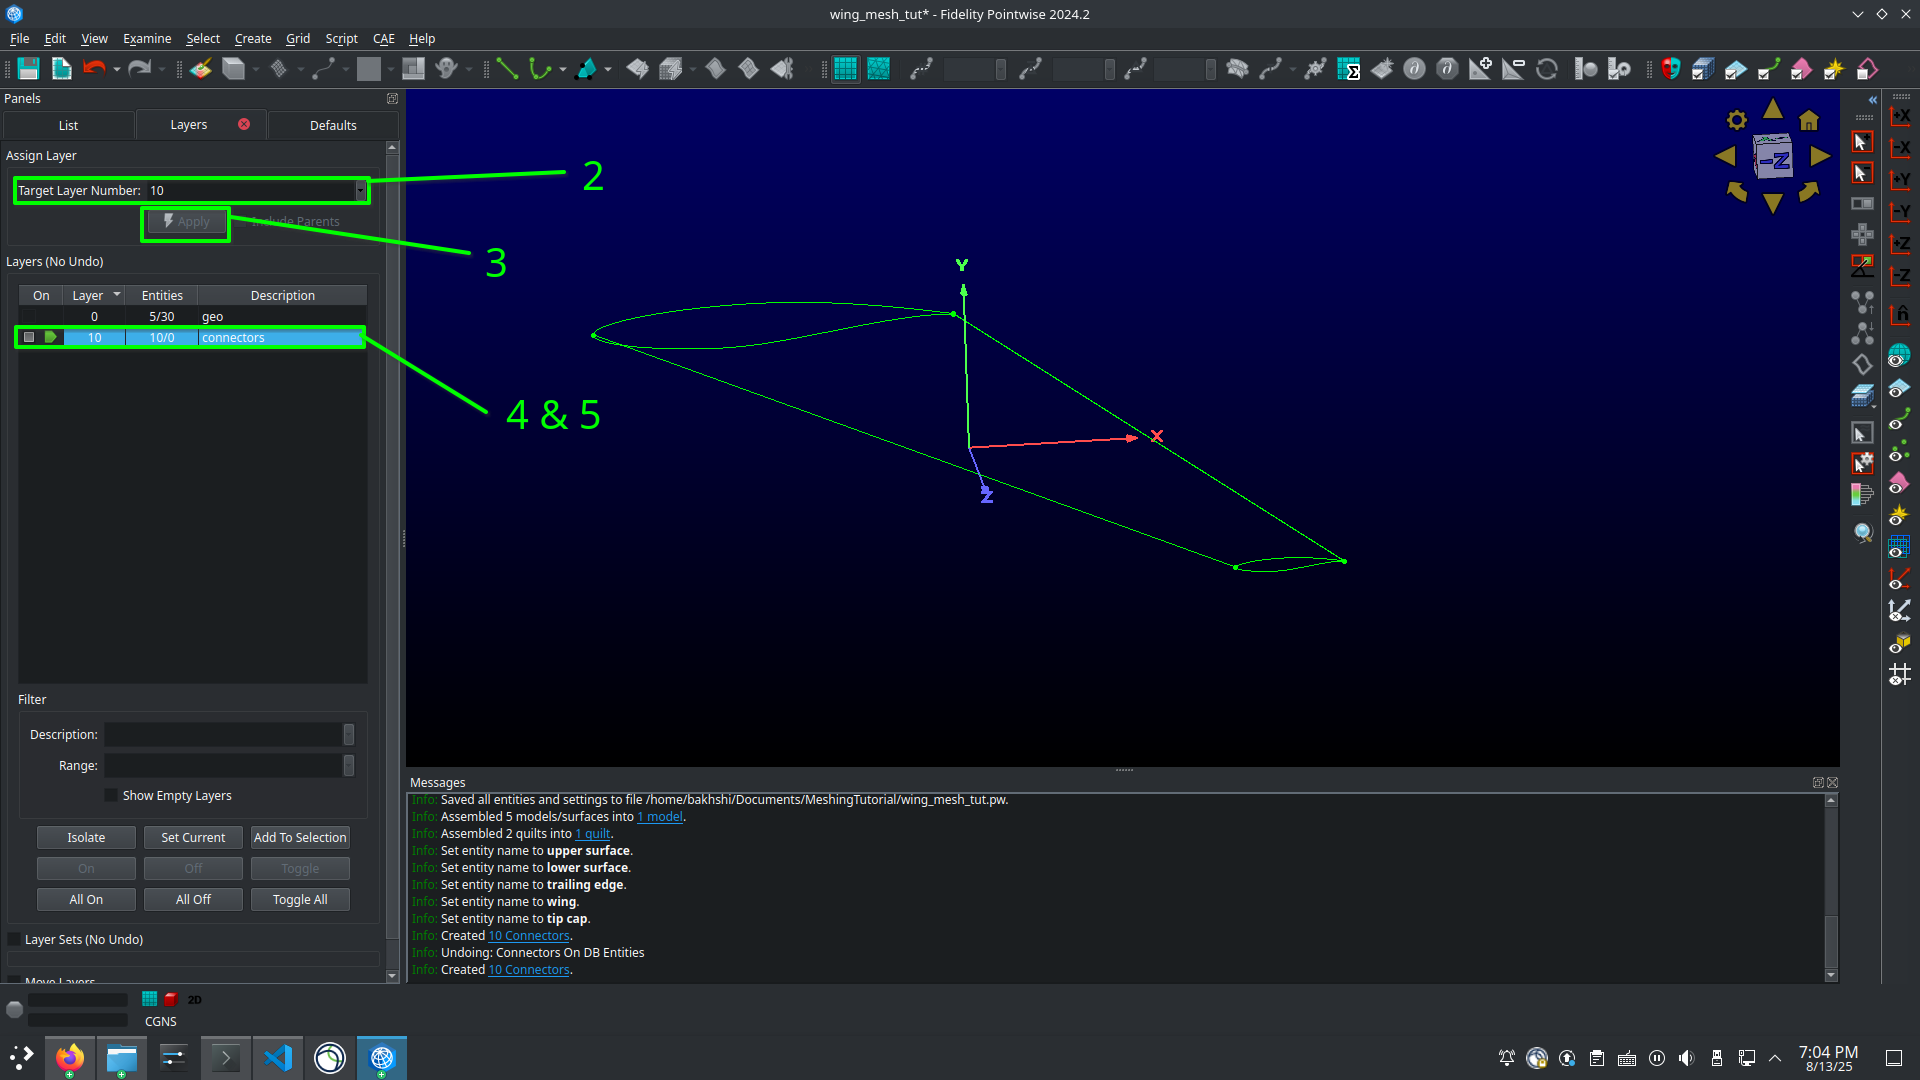 wing_mesh_tut* - Fidelity Pointwise 2024.2
File Edit View Examine Select Create Grid Script CAE Help
Panels
List Layers Defaults
Assign Layer
Target Layer Number: 10
2
Apply Include Parents
3
Layers (No Undo)
On Layer Entities Description
0 5/30 geo
10 10/0 connectors
4 & 5
Y
X
Z
-Z
+X
-X
+Y
-Y
+Z
-Z
n
Filter
Description:
Range:
Show Empty Layers
Isolate Set Current Add To Selection
On Off Toggle
All On All Off Toggle All
Layer Sets (No Undo)
Move Layers
Messages
Info: Saved all entities and settings to file /home/bakhshi/Documents/MeshingTutorial/wing_mesh_tut.pw.
Info: Assembled 5 models/surfaces into 1 model.
Info: Assembled 2 quilts into 1 quilt.
Info: Set entity name to upper surface.
Info: Set entity name to lower surface.
Info: Set entity name to trailing edge.
Info: Set entity name to wing.
Info: Set entity name to tip cap.
Info: Created 10 Connectors.
Info: Undoing: Connectors On DB Entities
Info: Created 10 Connectors.
2D
CGNS
7:04 PM
8/13/25